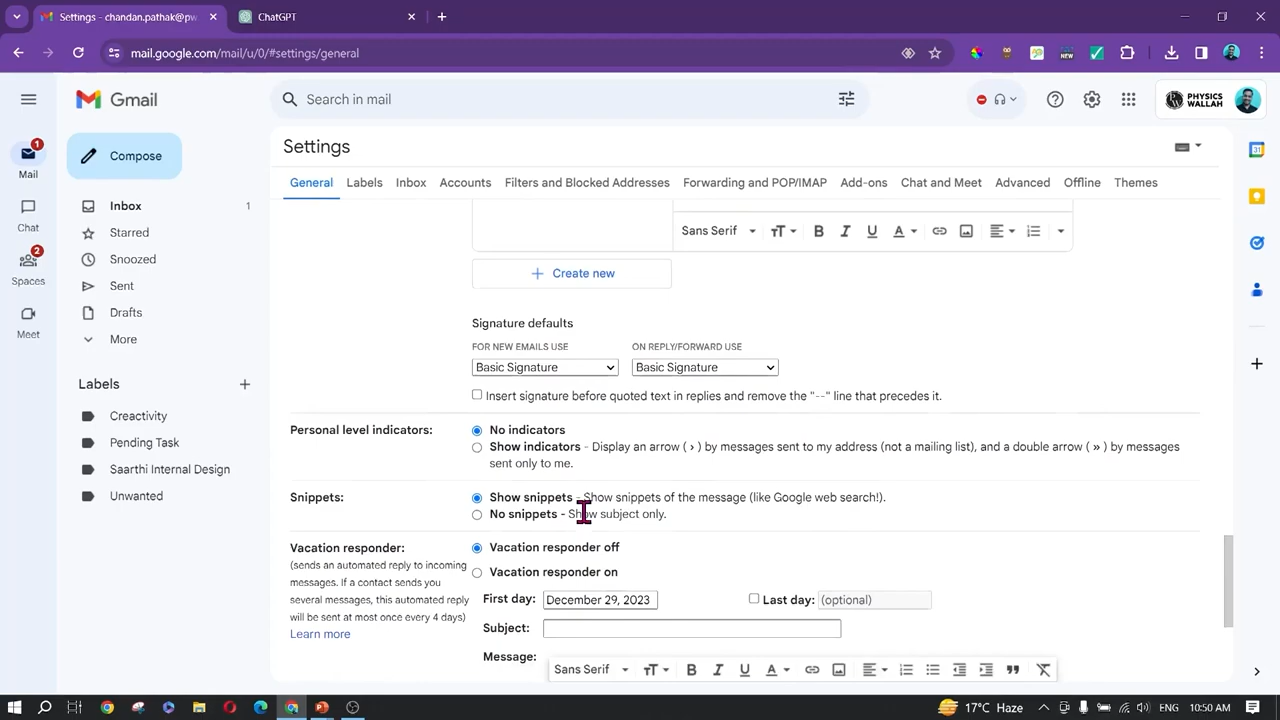 Settings - chandan.pathak@pw
ChatGPT
mail.google.com/mail/u/0/#settings/general
NEW
Gmail
Search in mail
PHYSICS
WALLAH
Compose
Settings
1
Mail
General Labels Inbox Accounts Filters and Blocked Addresses Forwarding and POP/IMAP Add-ons Chat and Meet Advanced Offline Themes
Inbox 1
Starred
Chat
Sans Serif
Snoozed
2
Spaces
Create new
Sent
Drafts
Meet
Signature defaults
More
FOR NEW EMAILS USE ON REPLY/FORWARD USE
Basic Signature Basic Signature
Labels
Insert signature before quoted text in replies and remove the "--" line that precedes it.
Creactivity
Personal level indicators: No indicators
Pending Task
Show indicators - Display an arrow ( › ) by messages sent to my address (not a mailing list), and a double arrow ( » ) by messages
sent only to me.
Saarthi Internal Design
Unwanted
Snippets: Show snippets - Show snippets of the message (like Google web search!).
No snippets - Show subject only.
Vacation responder: Vacation responder off
(sends an automated reply to incoming
messages. If a contact sends you
several messages, this automated reply
will be sent at most once every 4 days)
Learn more
Vacation responder on
First day: December 29, 2023 Last day: (optional)
Subject:
Message:
Sans Serif
17°C Haze ENG 10:50 AM